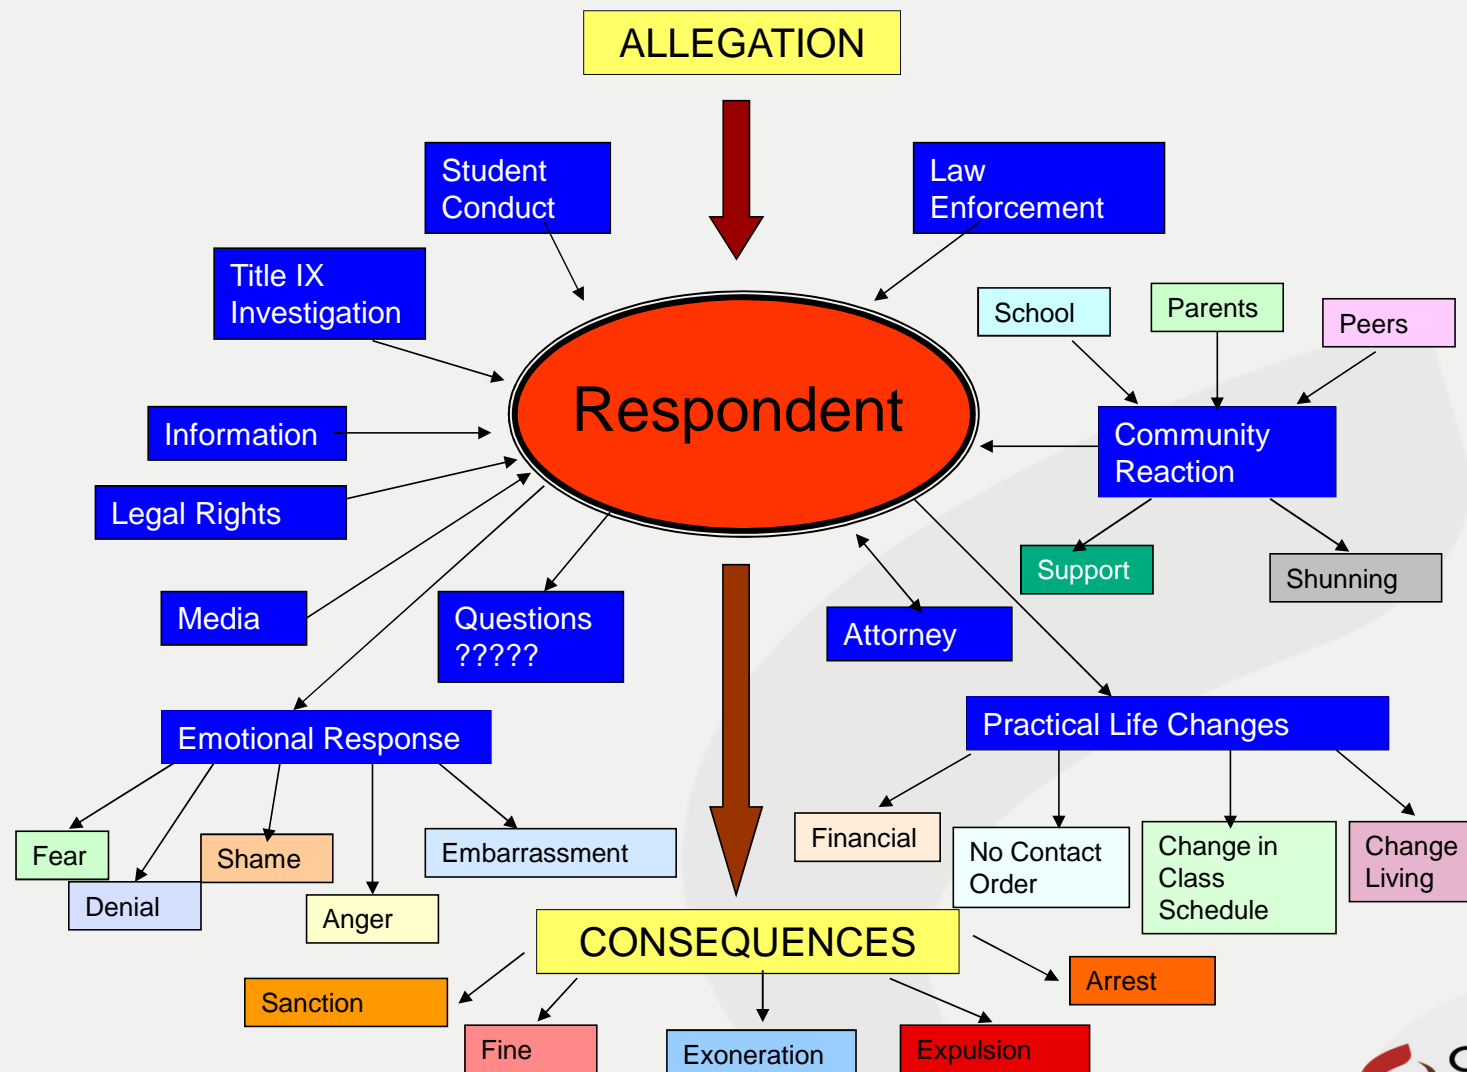 ALLEGATION
Student
Conduct
Law
Enforcement
Title IX
Investigation
School
Parents
Peers
Respondent
Information
Community
Reaction
Legal Rights
Support
Shunning
Media
Questions
?????
Attorney
Emotional Response
Practical Life Changes
Fear
Shame
Embarrassment
Denial
Anger
Financial
No Contact
Order
Change in
Class
Schedule
Change
Living
CONSEQUENCES
Sanction
Arrest
Fine
Exoneration
Expulsion